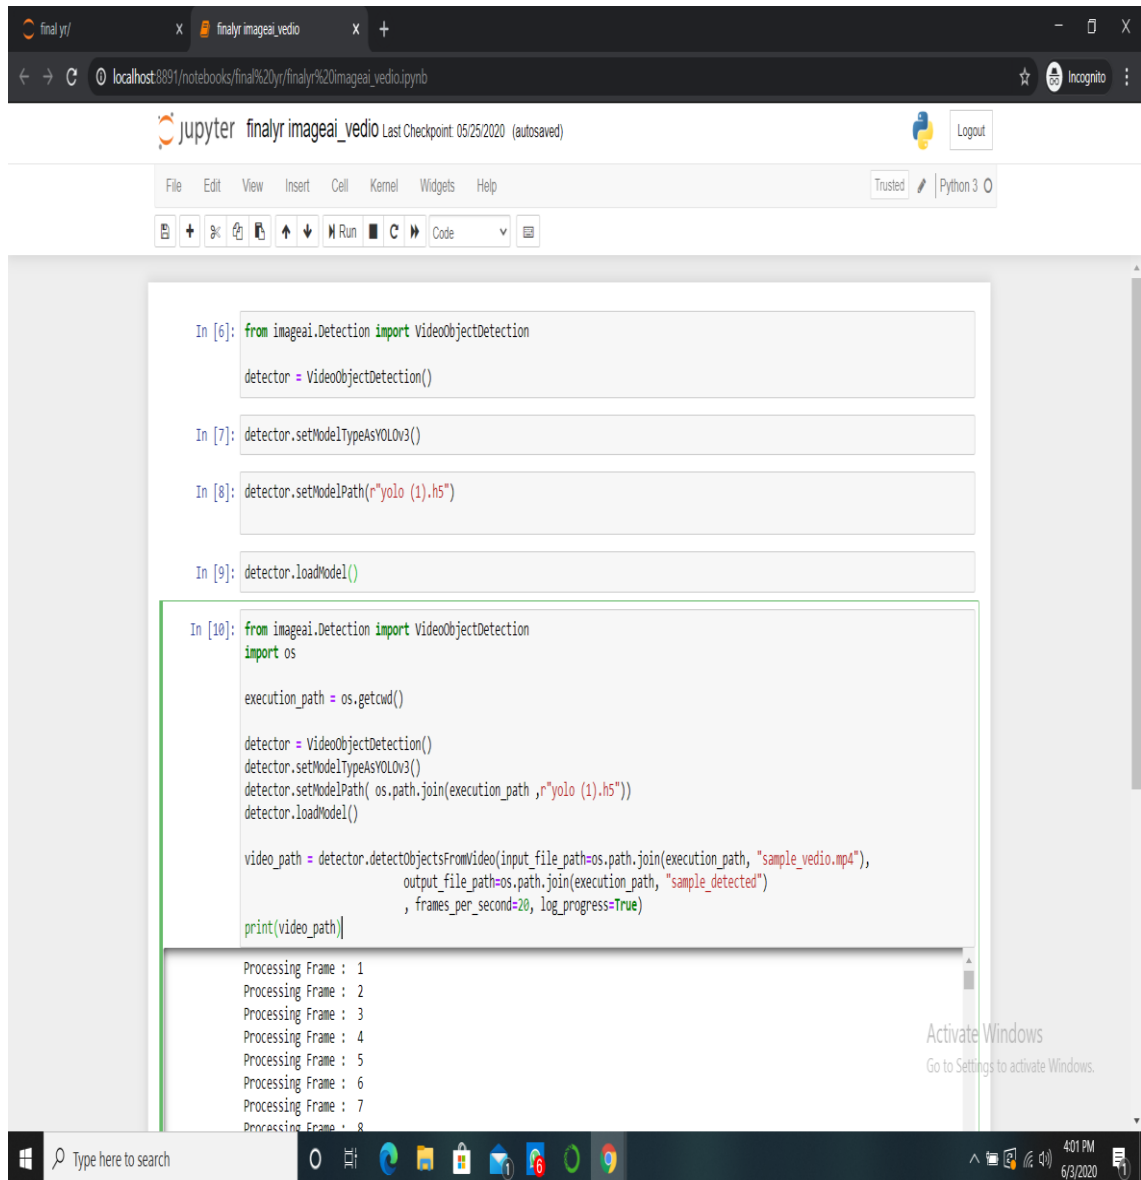 final yr/
finalyr imageai_vedio
localhost:8891/notebooks/final%20yr/finalyr%20imageai_vedio.ipynb
Incognito
jupyter finalyr imageai_vedio Last Checkpoint: 05/25/2020 (autosaved)
Logout
File Edit View Insert Cell Kernel Widgets Help
Trusted Python 3
Run Code
In [6]: from imageai.Detection import VideoObjectDetection
detector = VideoObjectDetection()
In [7]: detector.setModelTypeAsYOLOv3()
In [8]: detector.setModelPath(r"yolo (1).h5")
In [9]: detector.loadModel()
In [10]: from imageai.Detection import VideoObjectDetection
import os
execution_path = os.getcwd()
detector = VideoObjectDetection()
detector.setModelTypeAsYOLOv3()
detector.setModelPath( os.path.join(execution_path ,r"yolo (1).h5"))
detector.loadModel()
video_path = detector.detectObjectsFromVideo(input_file_path=os.path.join(execution_path, "sample_vedio.mp4"),
output_file_path=os.path.join(execution_path, "sample_detected")
, frames_per_second=20, log_progress=True)
print(video_path)
Processing Frame : 1
Processing Frame : 2
Processing Frame : 3
Processing Frame : 4
Processing Frame : 5
Processing Frame : 6
Processing Frame : 7
Processing Frame : 8
Activate Windows
Go to Settings to activate Windows.
Type here to search
1
6
4:01 PM
6/3/2020
1